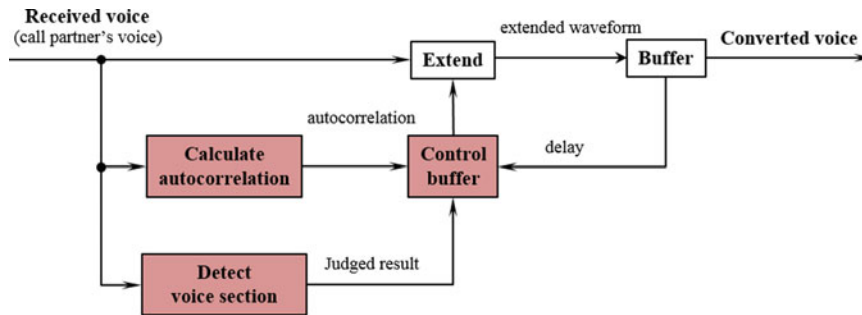 Received voice
(call partner's voice)
extended waveform
Converted voice
Extend
Buffer
autocorrelation
Calculate
autocorrelation
Control
buffer
delay
Detect
voice section
Judged result